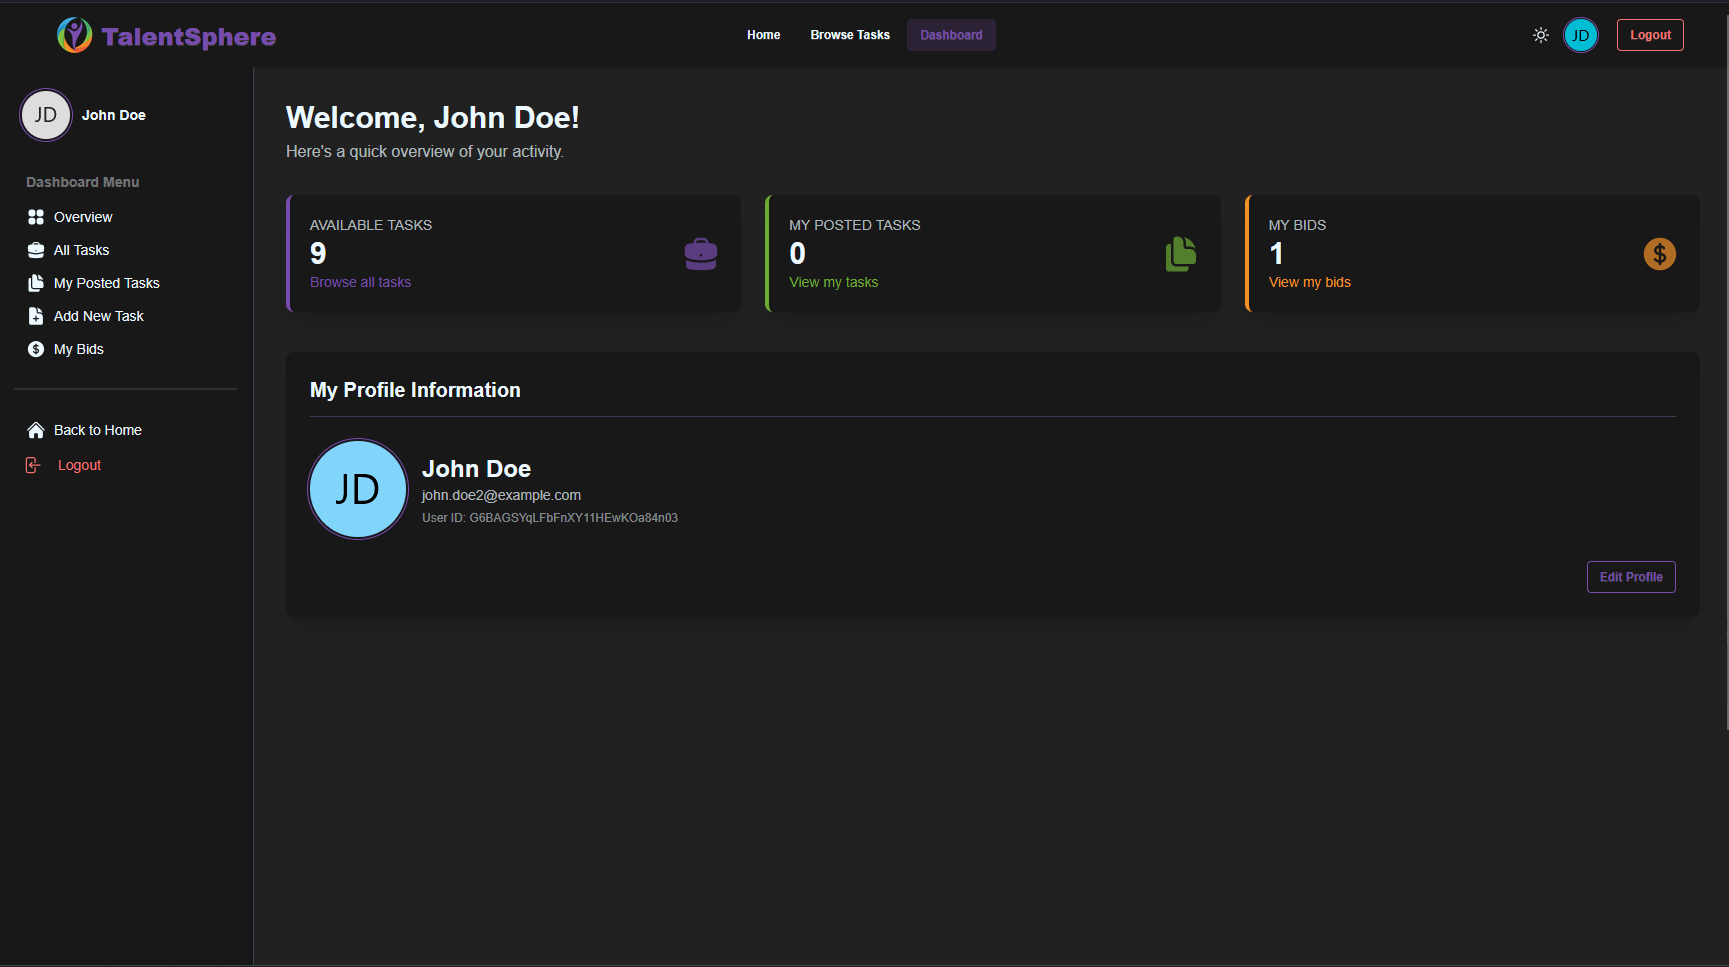 TalentSphere
Home
Browse Tasks
Dashboard
JD
Logout
JD
John Doe
Dashboard Menu
Overview
All Tasks
My Posted Tasks
Add New Task
My Bids
Back to Home
Logout
Welcome, John Doe!
Here's a quick overview of your activity.
AVAILABLE TASKS
9
Browse all tasks
MY POSTED TASKS
0
View my tasks
MY BIDS
1
View my bids
$
My Profile Information
JD
John Doe
john.doe2@example.com
User ID: G6BAGSYqLFbFnXY11HEwKOa84n03
Edit Profile